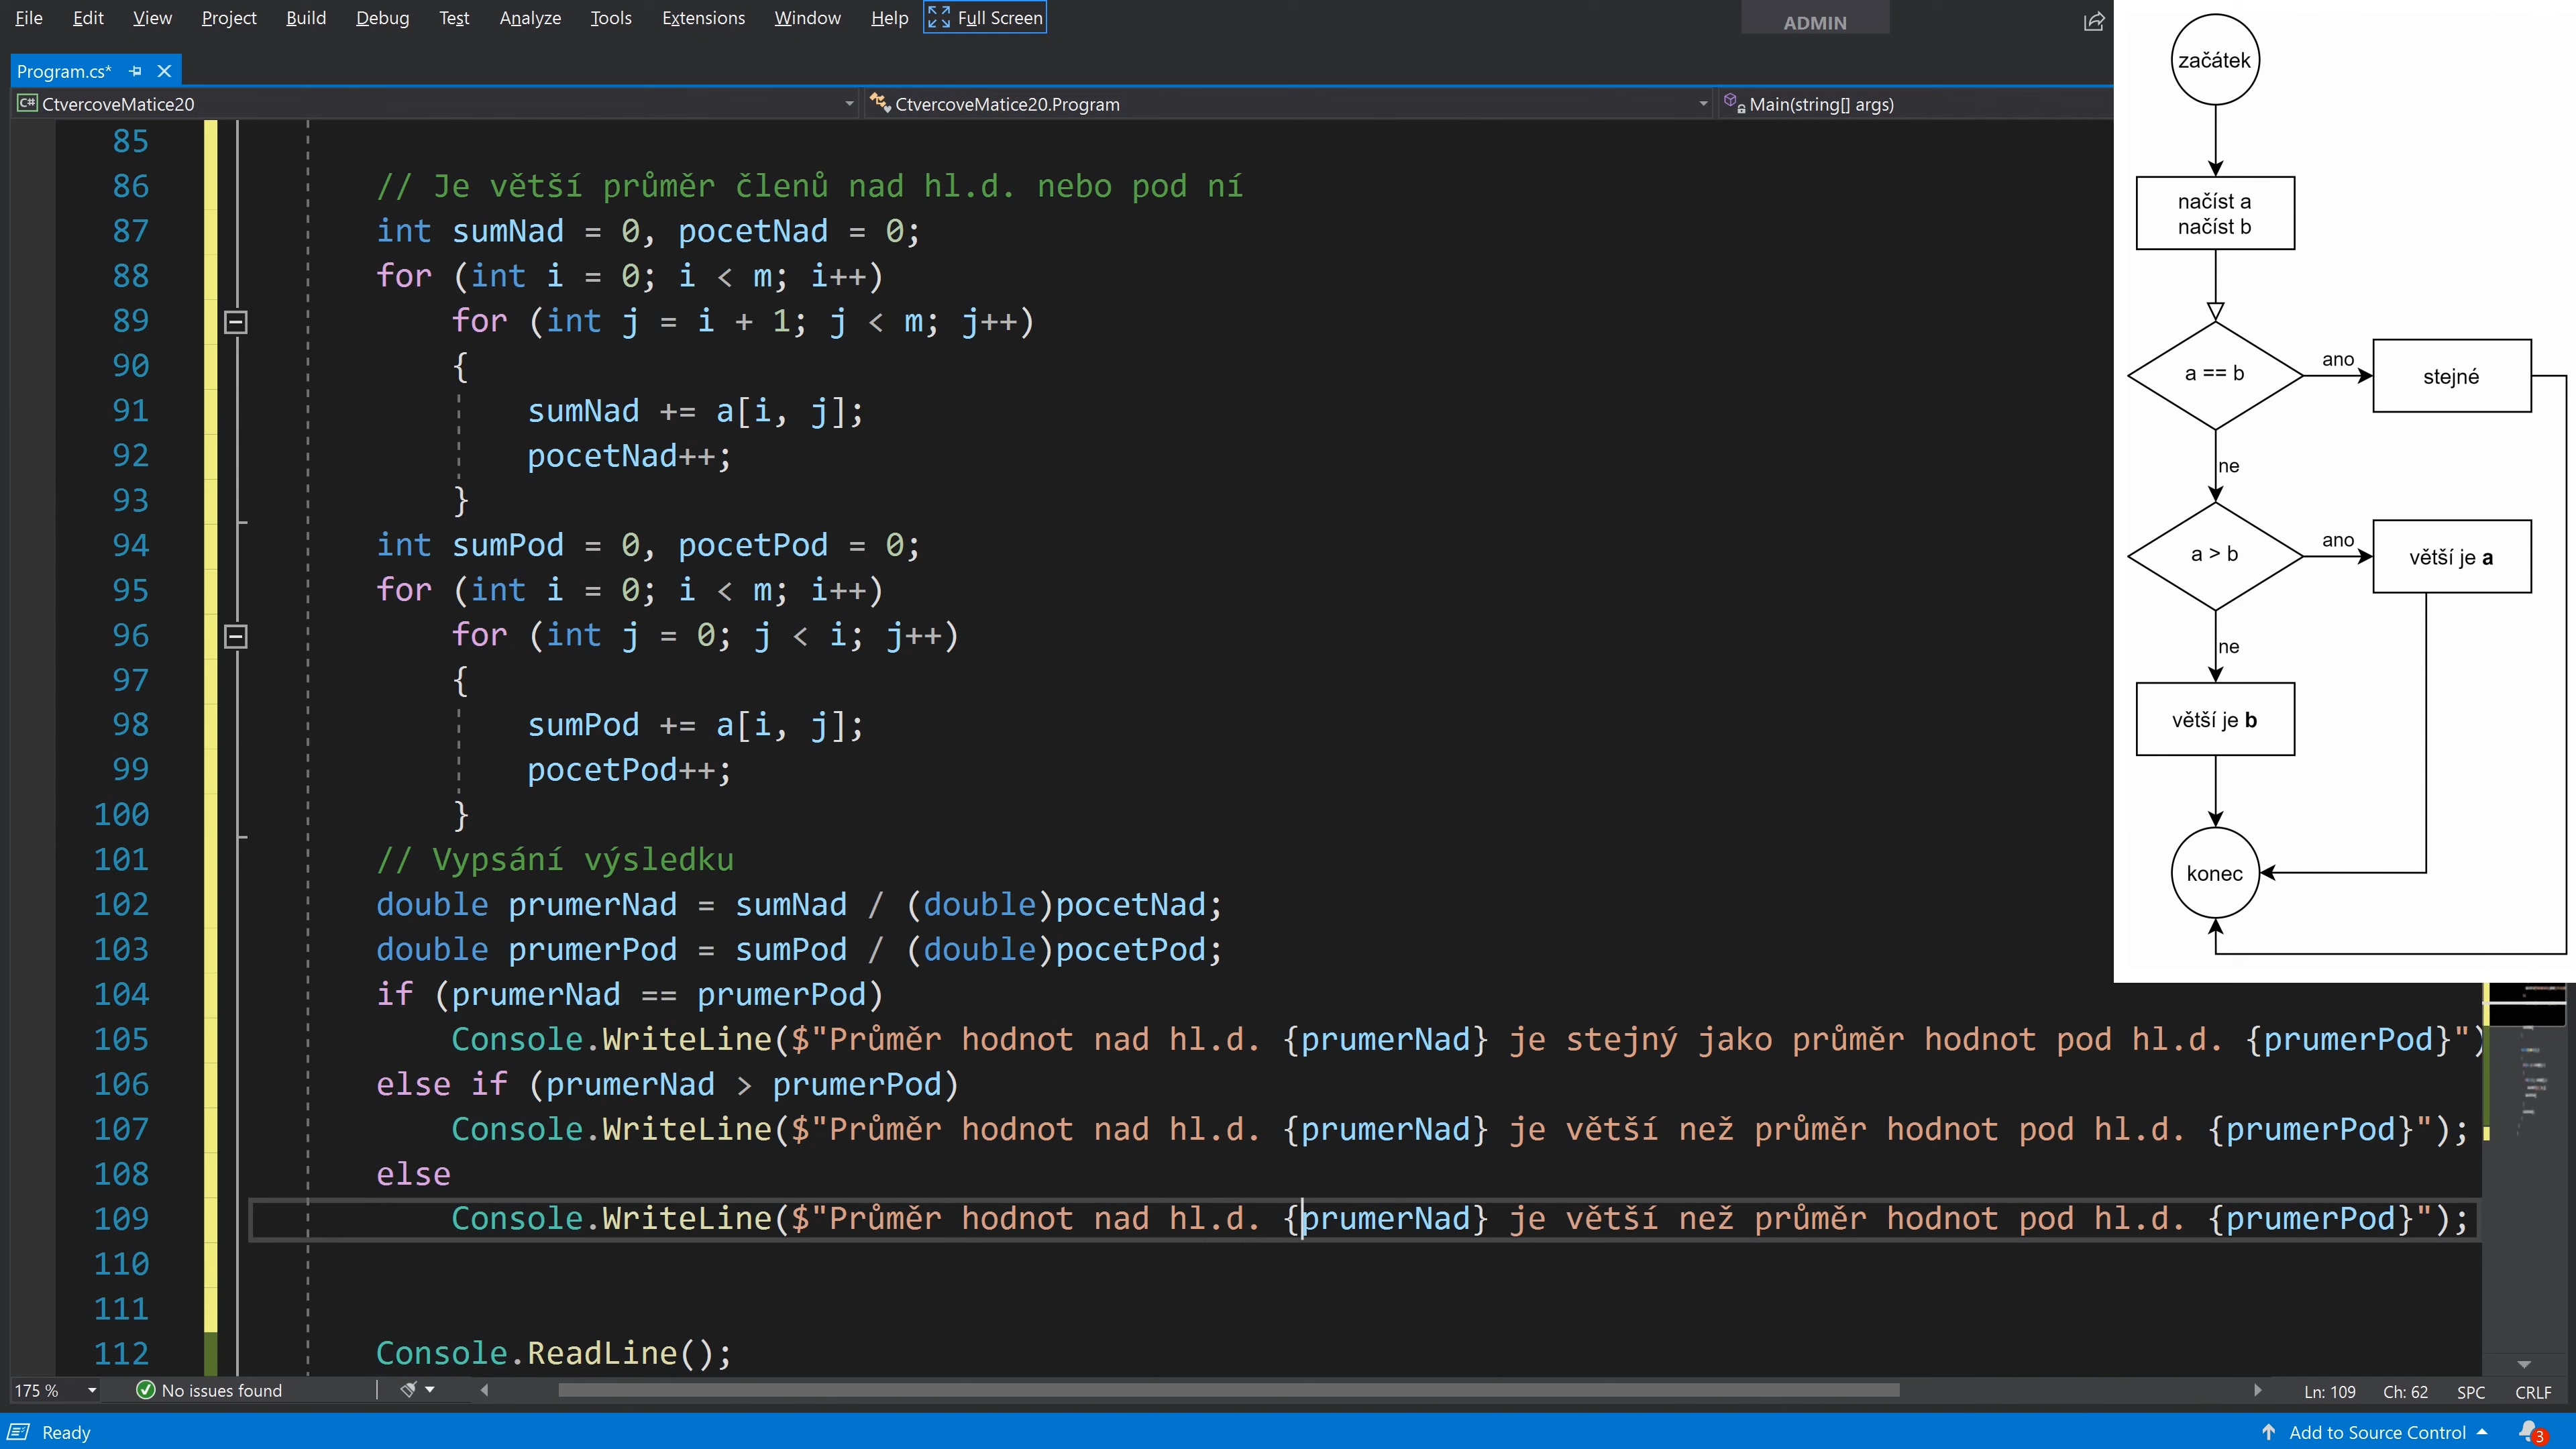 File Edit View Project Build Debug Test Analyze Tools Extensions Window Help Full Screen ADMIN
Program.cs*
C# CtvercoveMatice20 CtvercoveMatice20.Program Main(string[] args)
85
86 // Je větší průměr členů nad hl.d. nebo pod ní
87 int sumNad = 0, pocetNad = 0;
88 for (int i = 0; i < m; i++)
89 for (int j = i + 1; j < m; j++)
90 {
91 sumNad += a[i, j];
92 pocetNad++;
93 }
94 int sumPod = 0, pocetPod = 0;
95 for (int i = 0; i < m; i++)
96 for (int j = 0; j < i; j++)
97 {
98 sumPod += a[i, j];
99 pocetPod++;
100 }
101 // Vypsání výsledku
102 double prumerNad = sumNad / (double)pocetNad;
103 double prumerPod = sumPod / (double)pocetPod;
104 if (prumerNad == prumerPod)
105 Console.WriteLine($"Průměr hodnot nad hl.d. {prumerNad} je stejný jako průměr hodnot pod hl.d. {prumerPod}")
106 else if (prumerNad > prumerPod)
107 Console.WriteLine($"Průměr hodnot nad hl.d. {prumerNad} je větší než průměr hodnot pod hl.d. {prumerPod}");
108 else
109 Console.WriteLine($"Průměr hodnot nad hl.d. {prumerNad} je větší než průměr hodnot pod hl.d. {prumerPod}");
110
111
112 Console.ReadLine();
začátek
načíst a
načíst b
a == b
ano
stejné
ne
a > b
ano
větší je a
ne
větší je b
konec
175 % No issues found Ln: 109 Ch: 62 SPC CRLF
Ready Add to Source Control 3